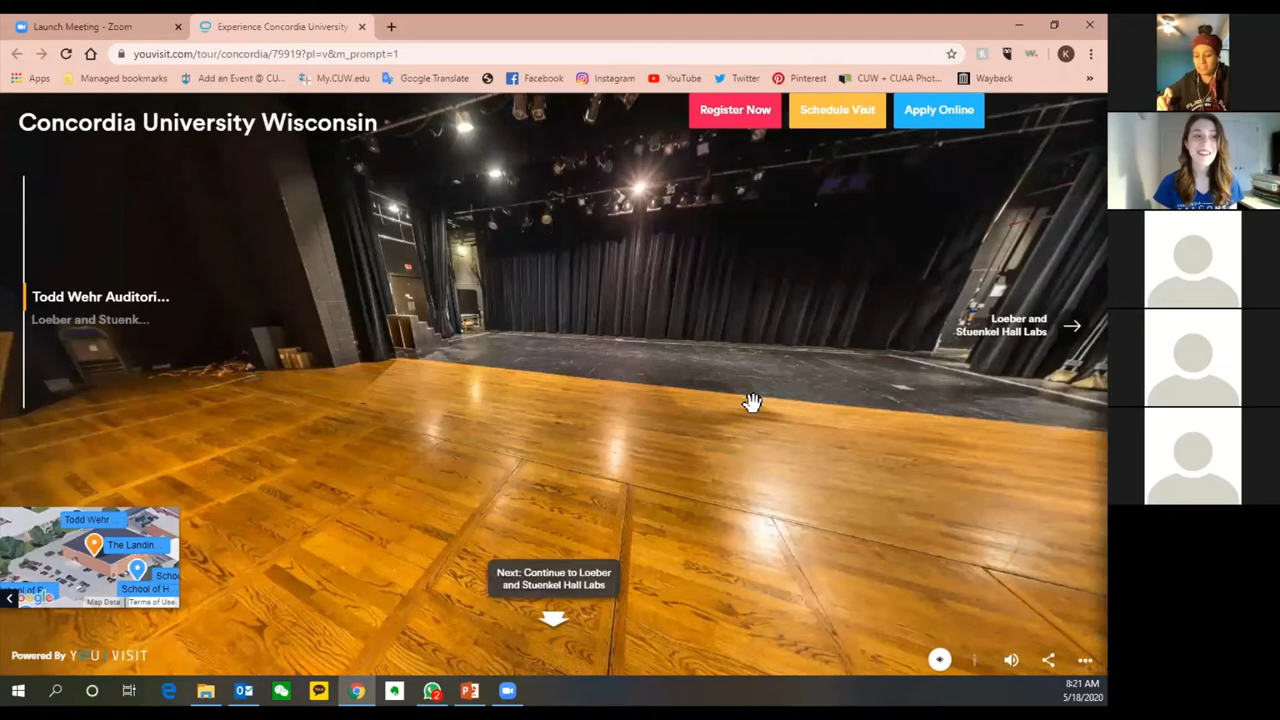 Launch Meeting - Zoom
Experience Concordia University
youvisit.com/tour/concordia/79919?pl=v&m_prompt=1
K
Apps
Managed bookmarks
Add an Event @ CU...
My.CUW.edu
Google Translate
Facebook
Instagram
YouTube
Twitter
Pinterest
CUW + CUAA Phot...
Wayback
Concordia University Wisconsin
Register Now
Schedule Visit
Apply Online
Todd Wehr Auditori...
Loeber and Stuenk...
Loeber and
Stuenkel Hall Labs
Todd Wehr ...
The Landin...
School of H...
Map Data
Terms of Use
Next: Continue to Loeber
and Stuenkel Hall Labs
Powered By YOUVISIT
8:21 AM
5/18/2020